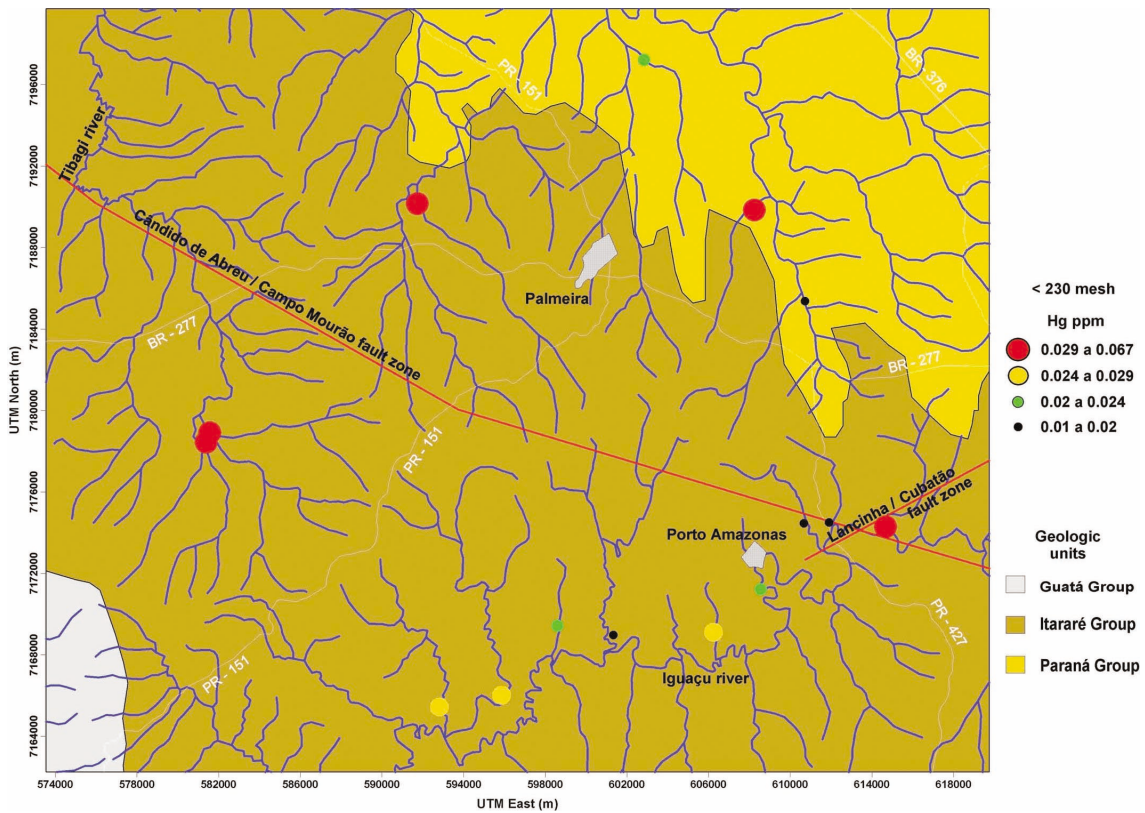 7196000
7192000
7188000
7184000
7180000
7176000
7172000
7168000
7164000
UTM North (m)
574000 578000 582000 586000 590000 594000 598000 602000 606000 610000 614000 618000
UTM East (m)
Tibagi river
PR - 151
BR - 376
Cândido de Abreu / Campo Mourão fault zone
Palmeira
BR - 277
BR - 277
PR - 151
Lancinha / Cubatão
fault zone
Porto Amazonas
PR - 427
Iguaçu river
PR - 151
< 230 mesh
Hg ppm
0.029 a 0.067
0.024 a 0.029
0.02 a 0.024
0.01 a 0.02
Geologic
units
Guatá Group
Itararé Group
Paraná Group